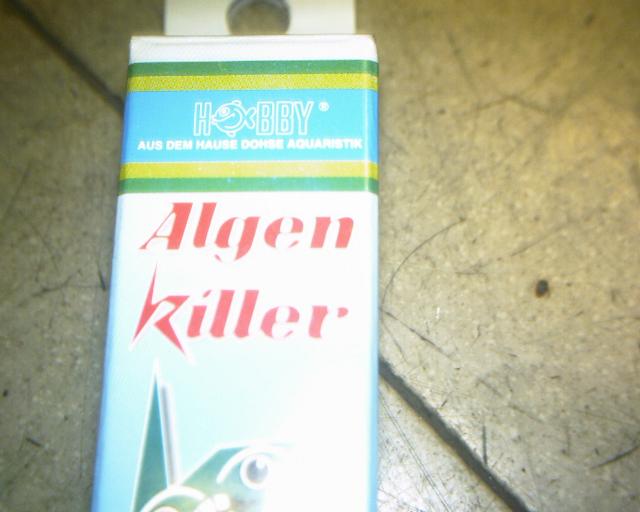 HOBBY®
AUS DEM HAUSE DOHSE AQUARISTIK
Algen
Killer